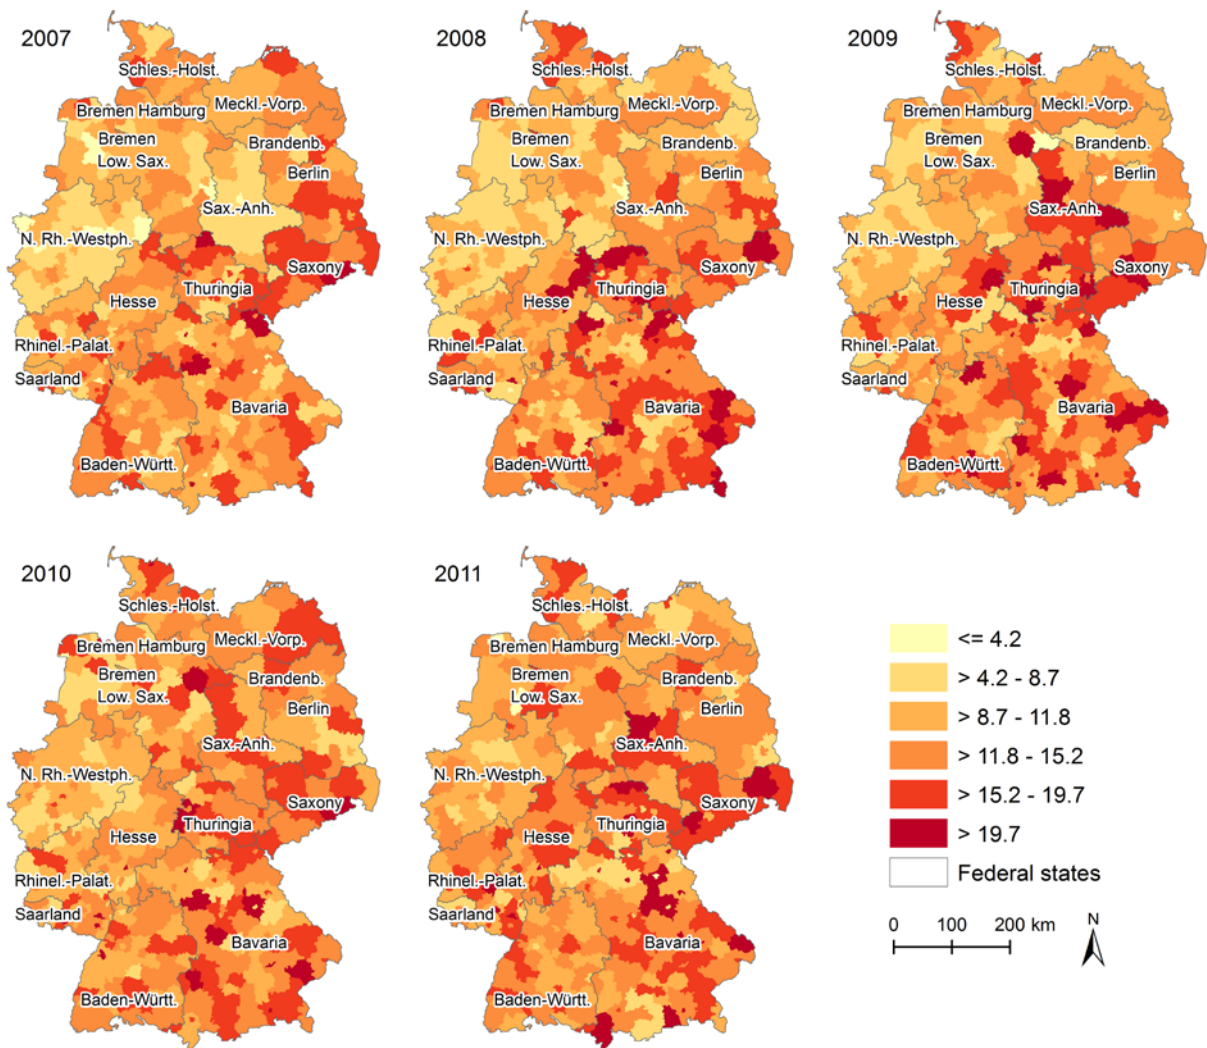 2007
Schles.-Holst.
Meckl.-Vorp.
Bremen Hamburg
Bremen
Brandenb.
Low. Sax.
Berlin
Sax.-Anh.
N. Rh.-Westph.
Saxony
Thuringia
Hesse
Rhinel.-Palat.
Saarland
Bavaria
Baden-Württ.
2008
Schles.-Holst.
Meckl.-Vorp.
Bremen Hamburg
Bremen
Brandenb.
Low. Sax.
Berlin
Sax.-Anh.
N. Rh.-Westph.
Saxony
Thuringia
Hesse
Rhinel.-Palat.
Saarland
Bavaria
Baden-Württ.
2009
Schles.-Holst.
Meckl.-Vorp.
Bremen Hamburg
Bremen
Brandenb.
Low. Sax.
Berlin
Sax.-Anh.
N. Rh.-Westph.
Saxony
Thuringia
Hesse
Rhinel.-Palat.
Saarland
Bavaria
Baden-Württ.
2010
Schles.-Holst.
Meckl.-Vorp.
Bremen Hamburg
Bremen
Brandenb.
Low. Sax.
Berlin
Sax.-Anh.
N. Rh.-Westph.
Saxony
Thuringia
Hesse
Rhinel.-Palat.
Saarland
Bavaria
Baden-Württ.
2011
Schles.-Holst.
Meckl.-Vorp.
Bremen Hamburg
Bremen
Brandenb.
Low. Sax.
Berlin
Sax.-Anh.
N. Rh.-Westph.
Saxony
Thuringia
Hesse
Rhinel.-Palat.
Saarland
Bavaria
Baden-Württ.
<= 4.2
> 4.2 - 8.7
> 8.7 - 11.8
> 11.8 - 15.2
> 15.2 - 19.7
> 19.7
Federal states
0 100 200 km
N